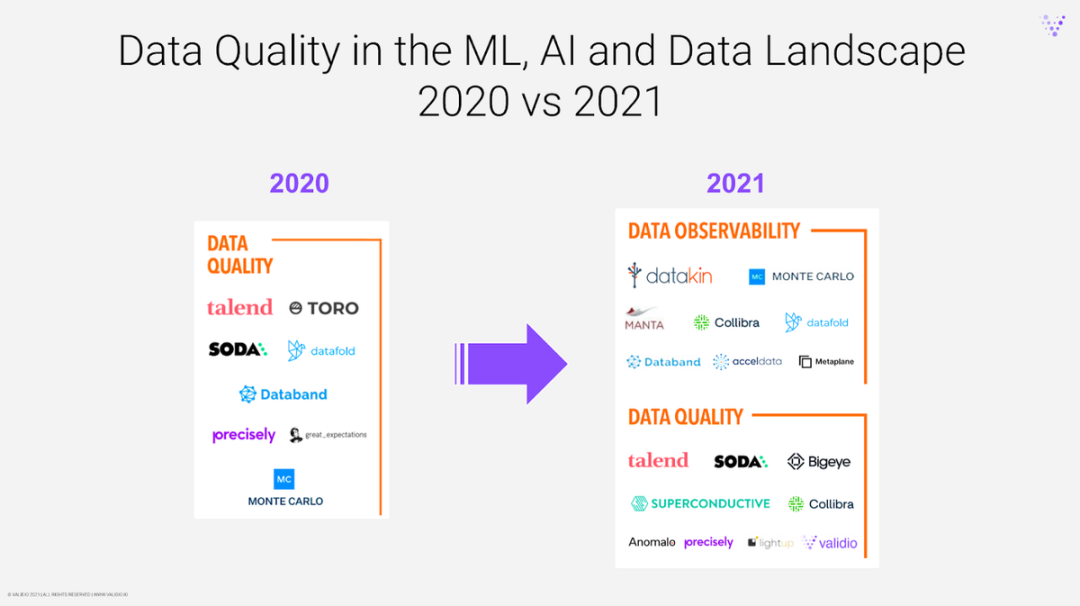 Data Quality in the ML, AI and Data Landscape
2020 vs 2021
2020
DATA
QUALITY
talend TORO
SODA datafold
Databand
precisely great_expectations
MC
MONTE CARLO
2021
DATA OBSERVABILITY
datakin MC MONTE CARLO
MANTA Collibra datafold
Databand acceldata Metaplane
DATA QUALITY
talend SODA Bigeye
SUPERCONDUCTIVE Collibra
Anomalo precisely lightup validio
© VALIDIO 2021 | ALL RIGHTS RESERVED | WWW.VALIDIO.IO